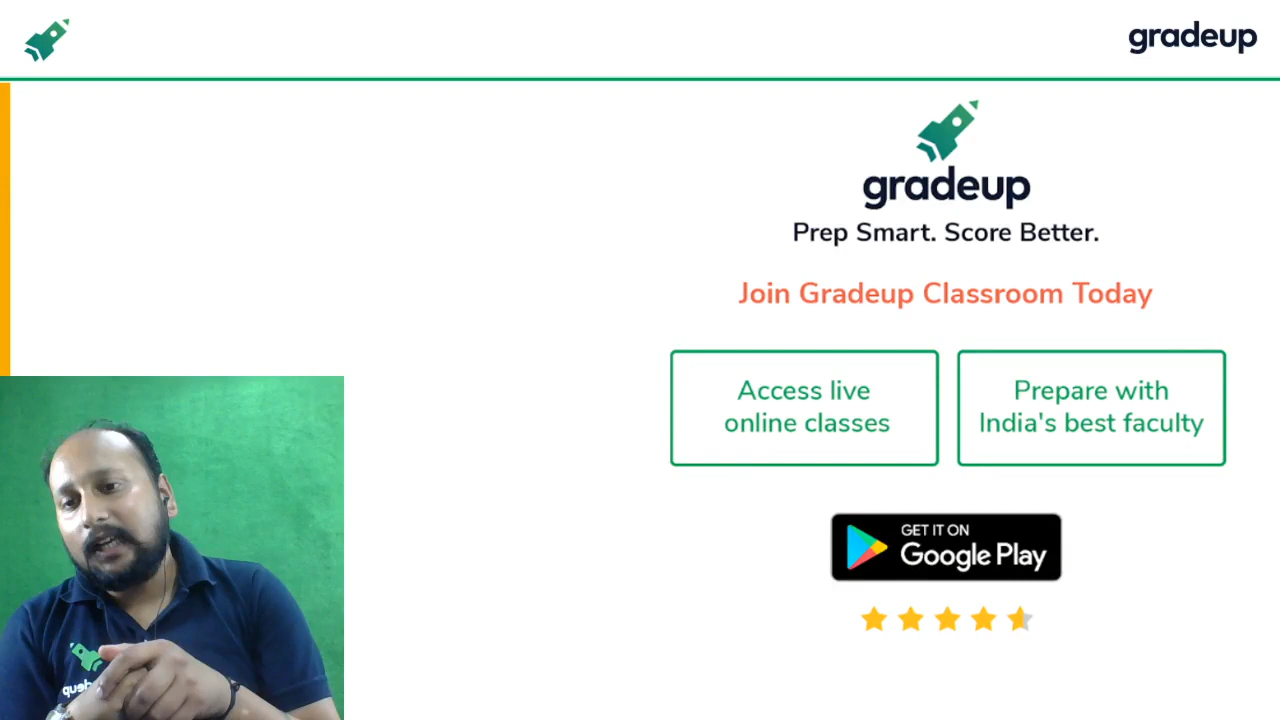 gradeup
gradeup
Prep Smart. Score Better.
Join Gradeup Classroom Today
Access live
online classes
Prepare with
India's best faculty
GET IT ON
Google Play